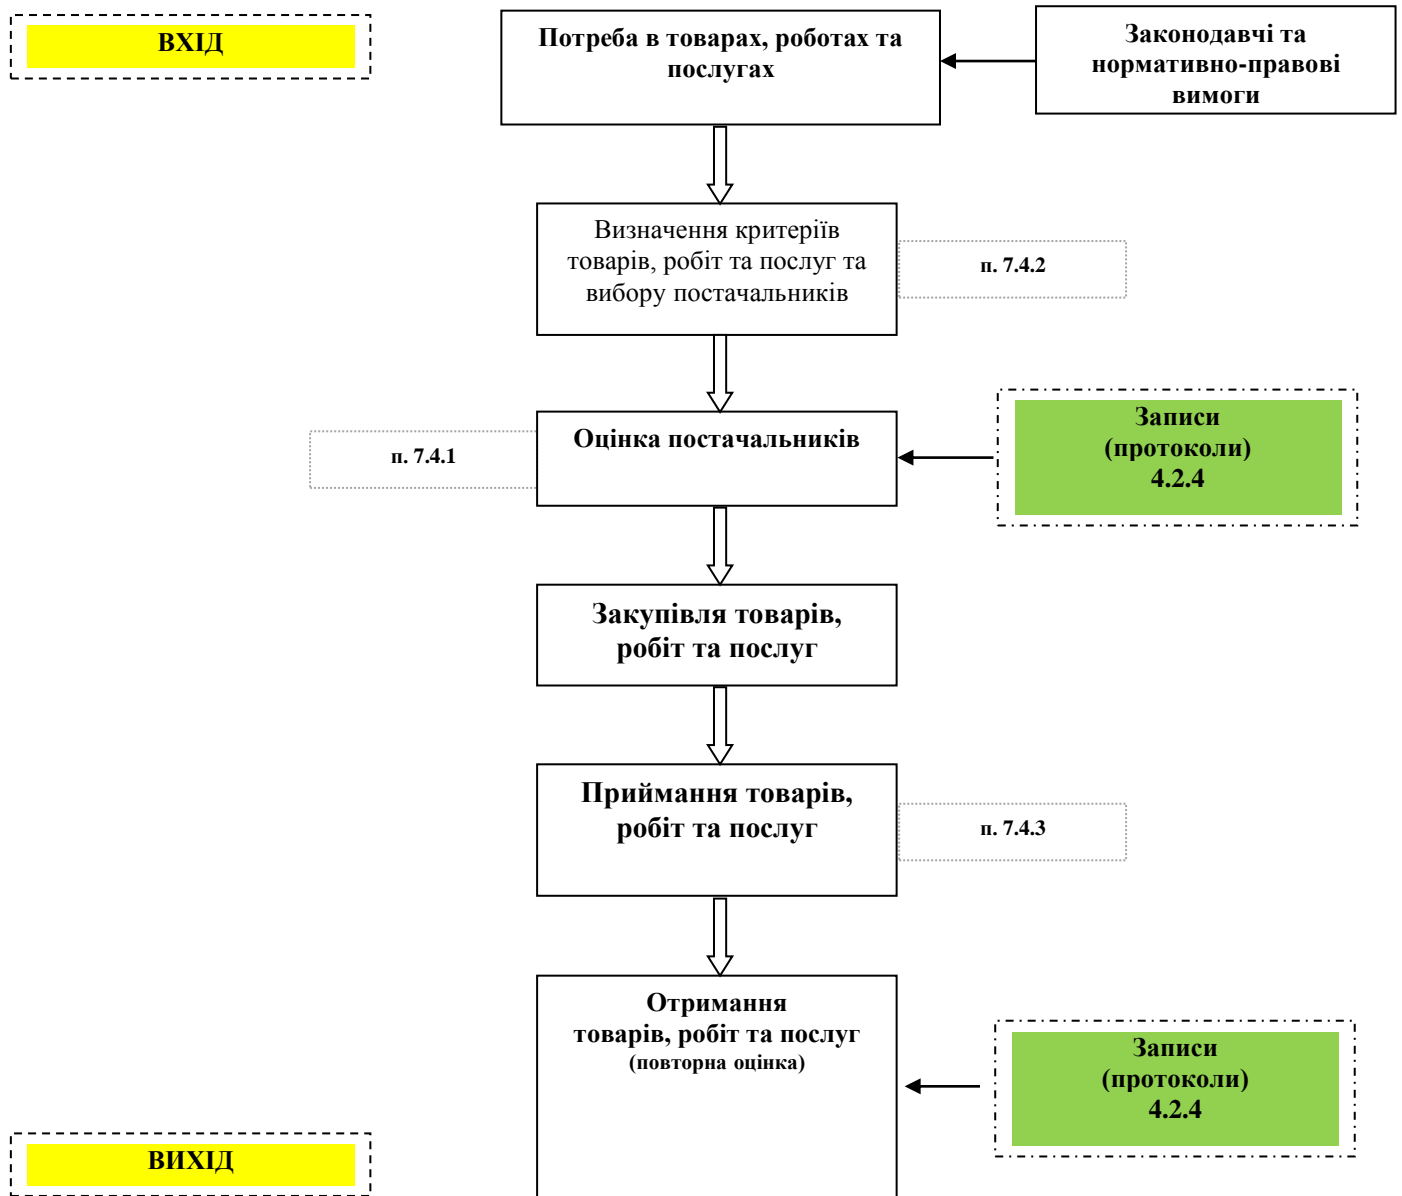 ВХІД
Потреба в товарах, роботах та
послугах
Законодавчі та
нормативно-правові
вимоги
Визначення критеріїв
товарів, робіт та послуг та
вибору постачальників
п. 7.4.2
п. 7.4.1
Оцінка постачальників
Записи
(протоколи)
4.2.4
Закупівля товарів,
робіт та послуг
Приймання товарів,
робіт та послуг
п. 7.4.3
Отримання
товарів, робіт та послуг
(повторна оцінка)
Записи
(протоколи)
4.2.4
ВИХІД